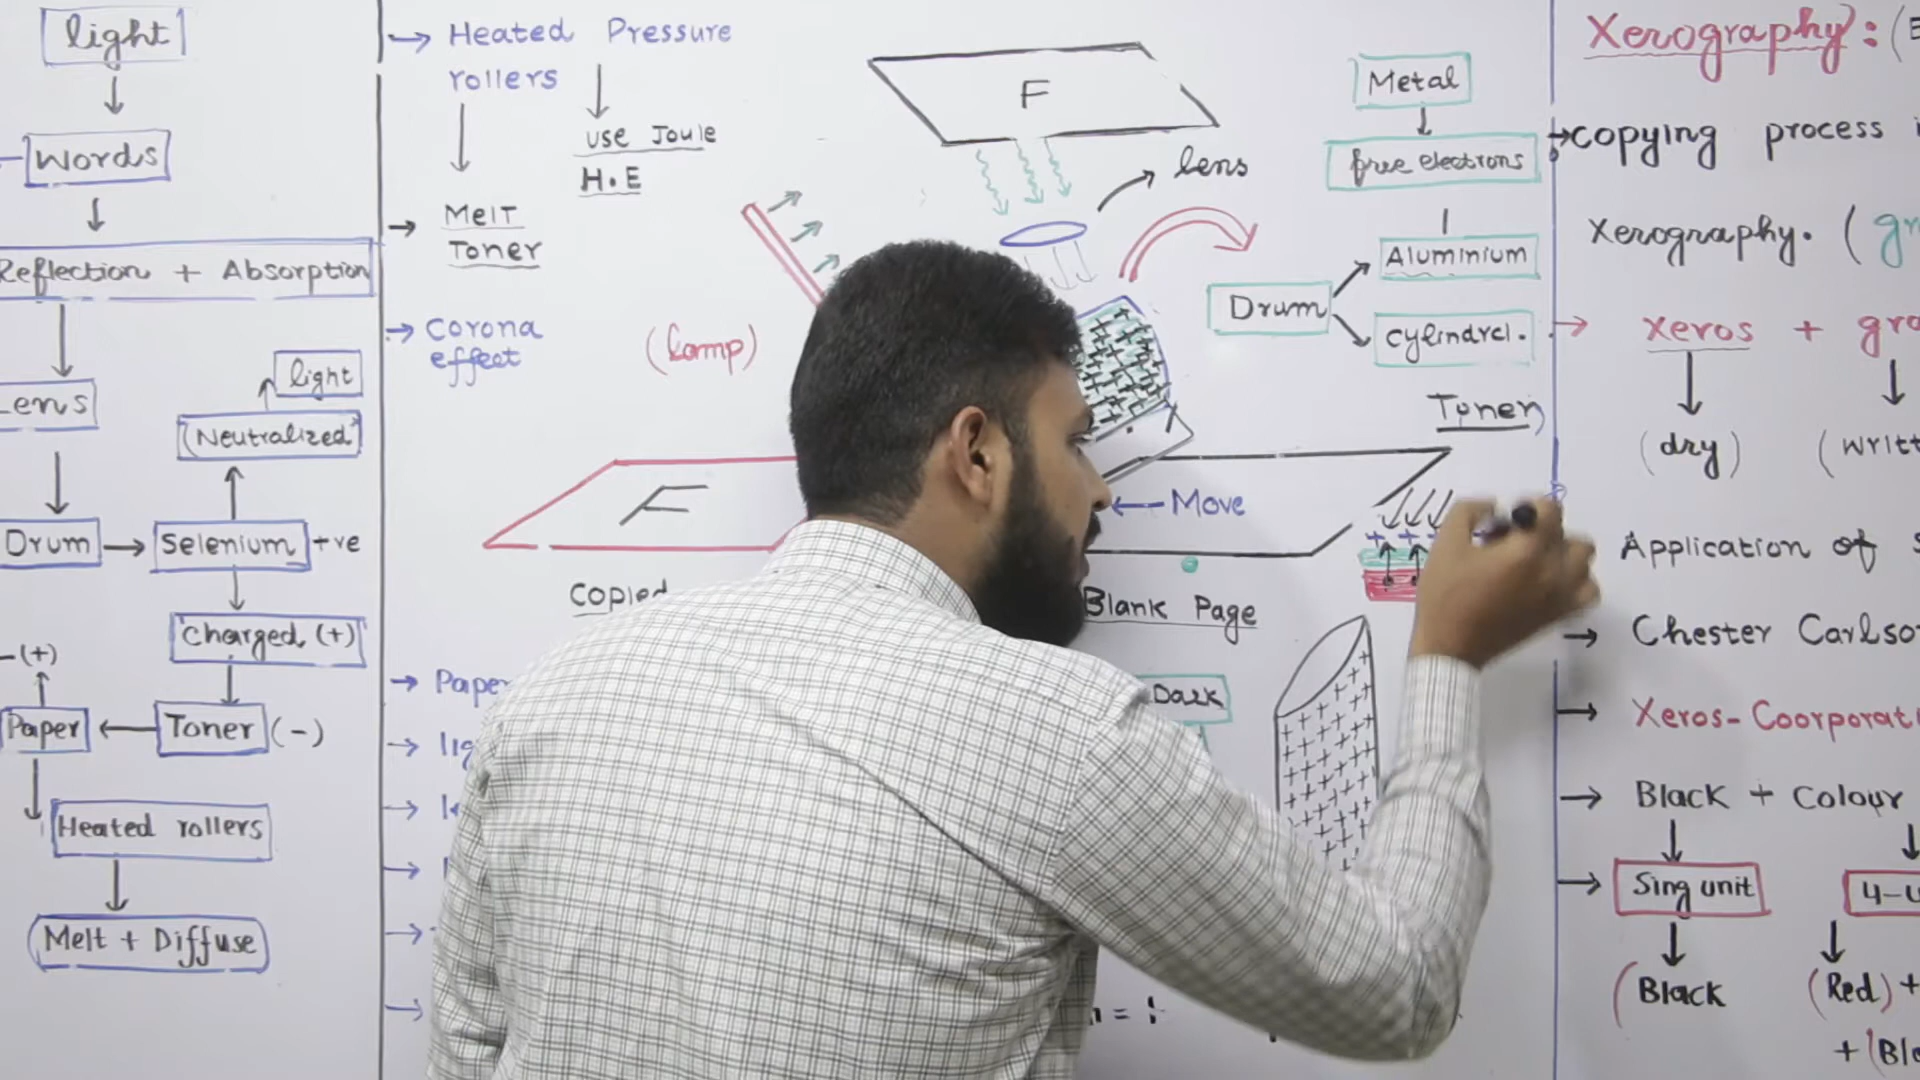 light
Words
Reflection + Absorption
Lens
light
(Neutralized)
Drum
Selenium
+ve
Charged (+)
(+)
Paper
Toner
(-)
Heated rollers
Melt + Diffuse
Heated Pressure
rollers
use Joule
H.E
Melt
Toner
Corona
effect
(Lamp)
F
lens
F
Copied
Move
Blank Page
Paper
Dark
Metal
free electrons
Aluminium
Drum
cylindrcl.
Toner
Xerography: (
copying process
Xerography. (
xeros +
(dry)
Application of
Chester
Xeros-
Black + Colour
Sing unit
(Black
(Red) +
+